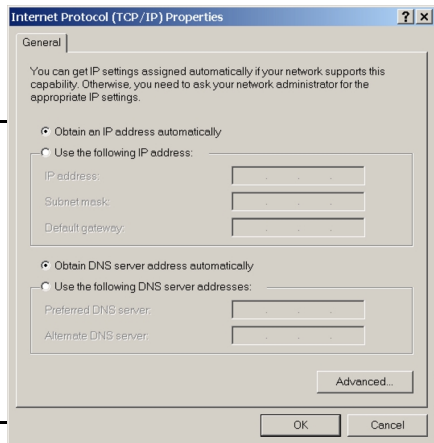 Internet Protocol (TCP/IP) Properties
General
You can get IP settings assigned automatically if your network supports this
capability. Otherwise, you need to ask your network administrator for the
appropriate IP settings.
Obtain an IP address automatically
Use the following IP address:
IP address:
Subnet mask:
Default gateway:
Obtain DNS server address automatically
Use the following DNS server addresses:
Preferred DNS server:
Alternate DNS server:
Advanced...
OK
Cancel